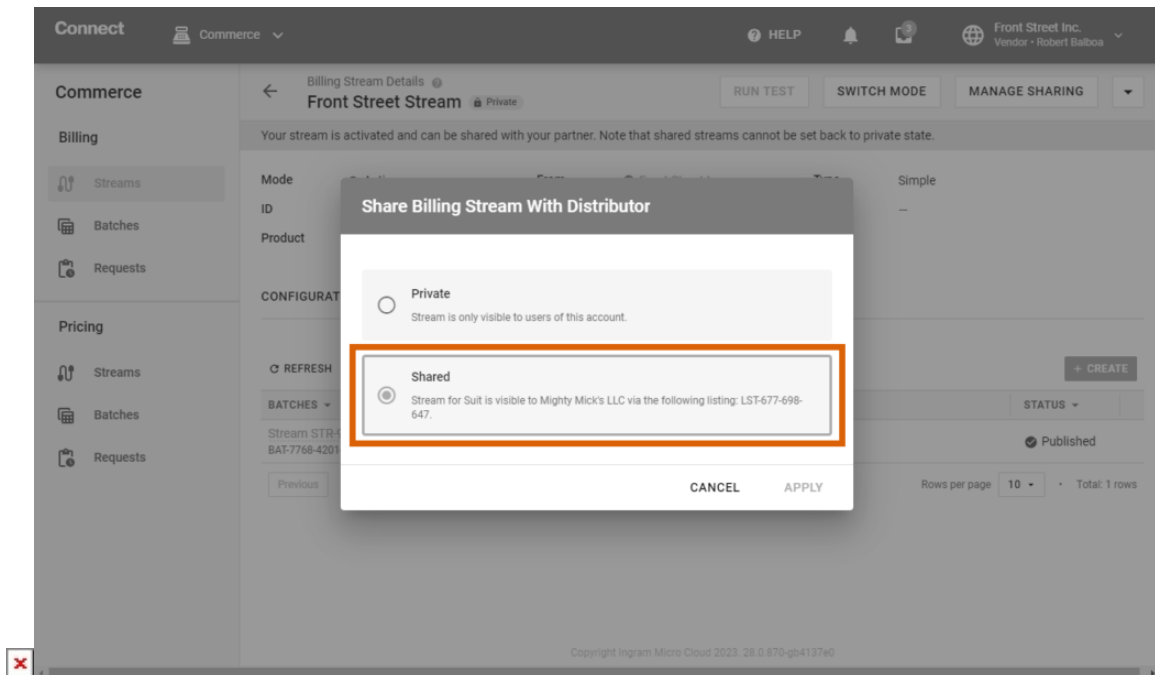 Connect
Commerce
HELP
3
Front Street Inc.
Vendor • Robert Balboa
Commerce
Billing Stream Details
Front Street Stream
Private
RUN TEST
SWITCH MODE
MANAGE SHARING
Billing
Your stream is activated and can be shared with your partner. Note that shared streams cannot be set back to private state.
Streams
Mode
Simple
Share Billing Stream With Distributor
ID
–
Batches
Product
Requests
Private
Stream is only visible to users of this account.
CONFIGURAT
Pricing
Streams
REFRESH
Shared
Stream for Suit is visible to Mighty Mick's LLC via the following listing: LST-677-698-
647.
+ CREATE
BATCHES
STATUS
Batches
Stream STR-
BAT-7768-4201
Published
Requests
Previous
CANCEL
APPLY
Rows per page
10
• Total: 1 rows
Copyright Ingram Micro Cloud 2023. 28.0.870-gb4137e0